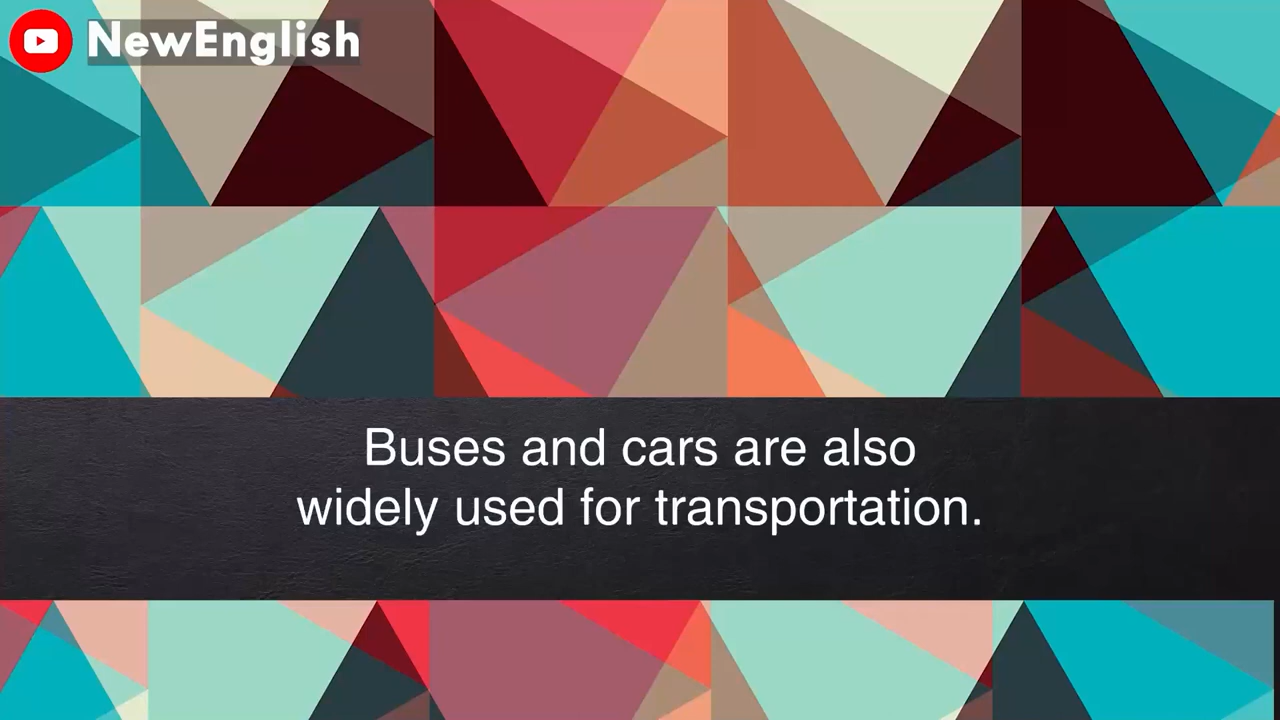 NewEnglish
Buses and cars are also
widely used for transportation.